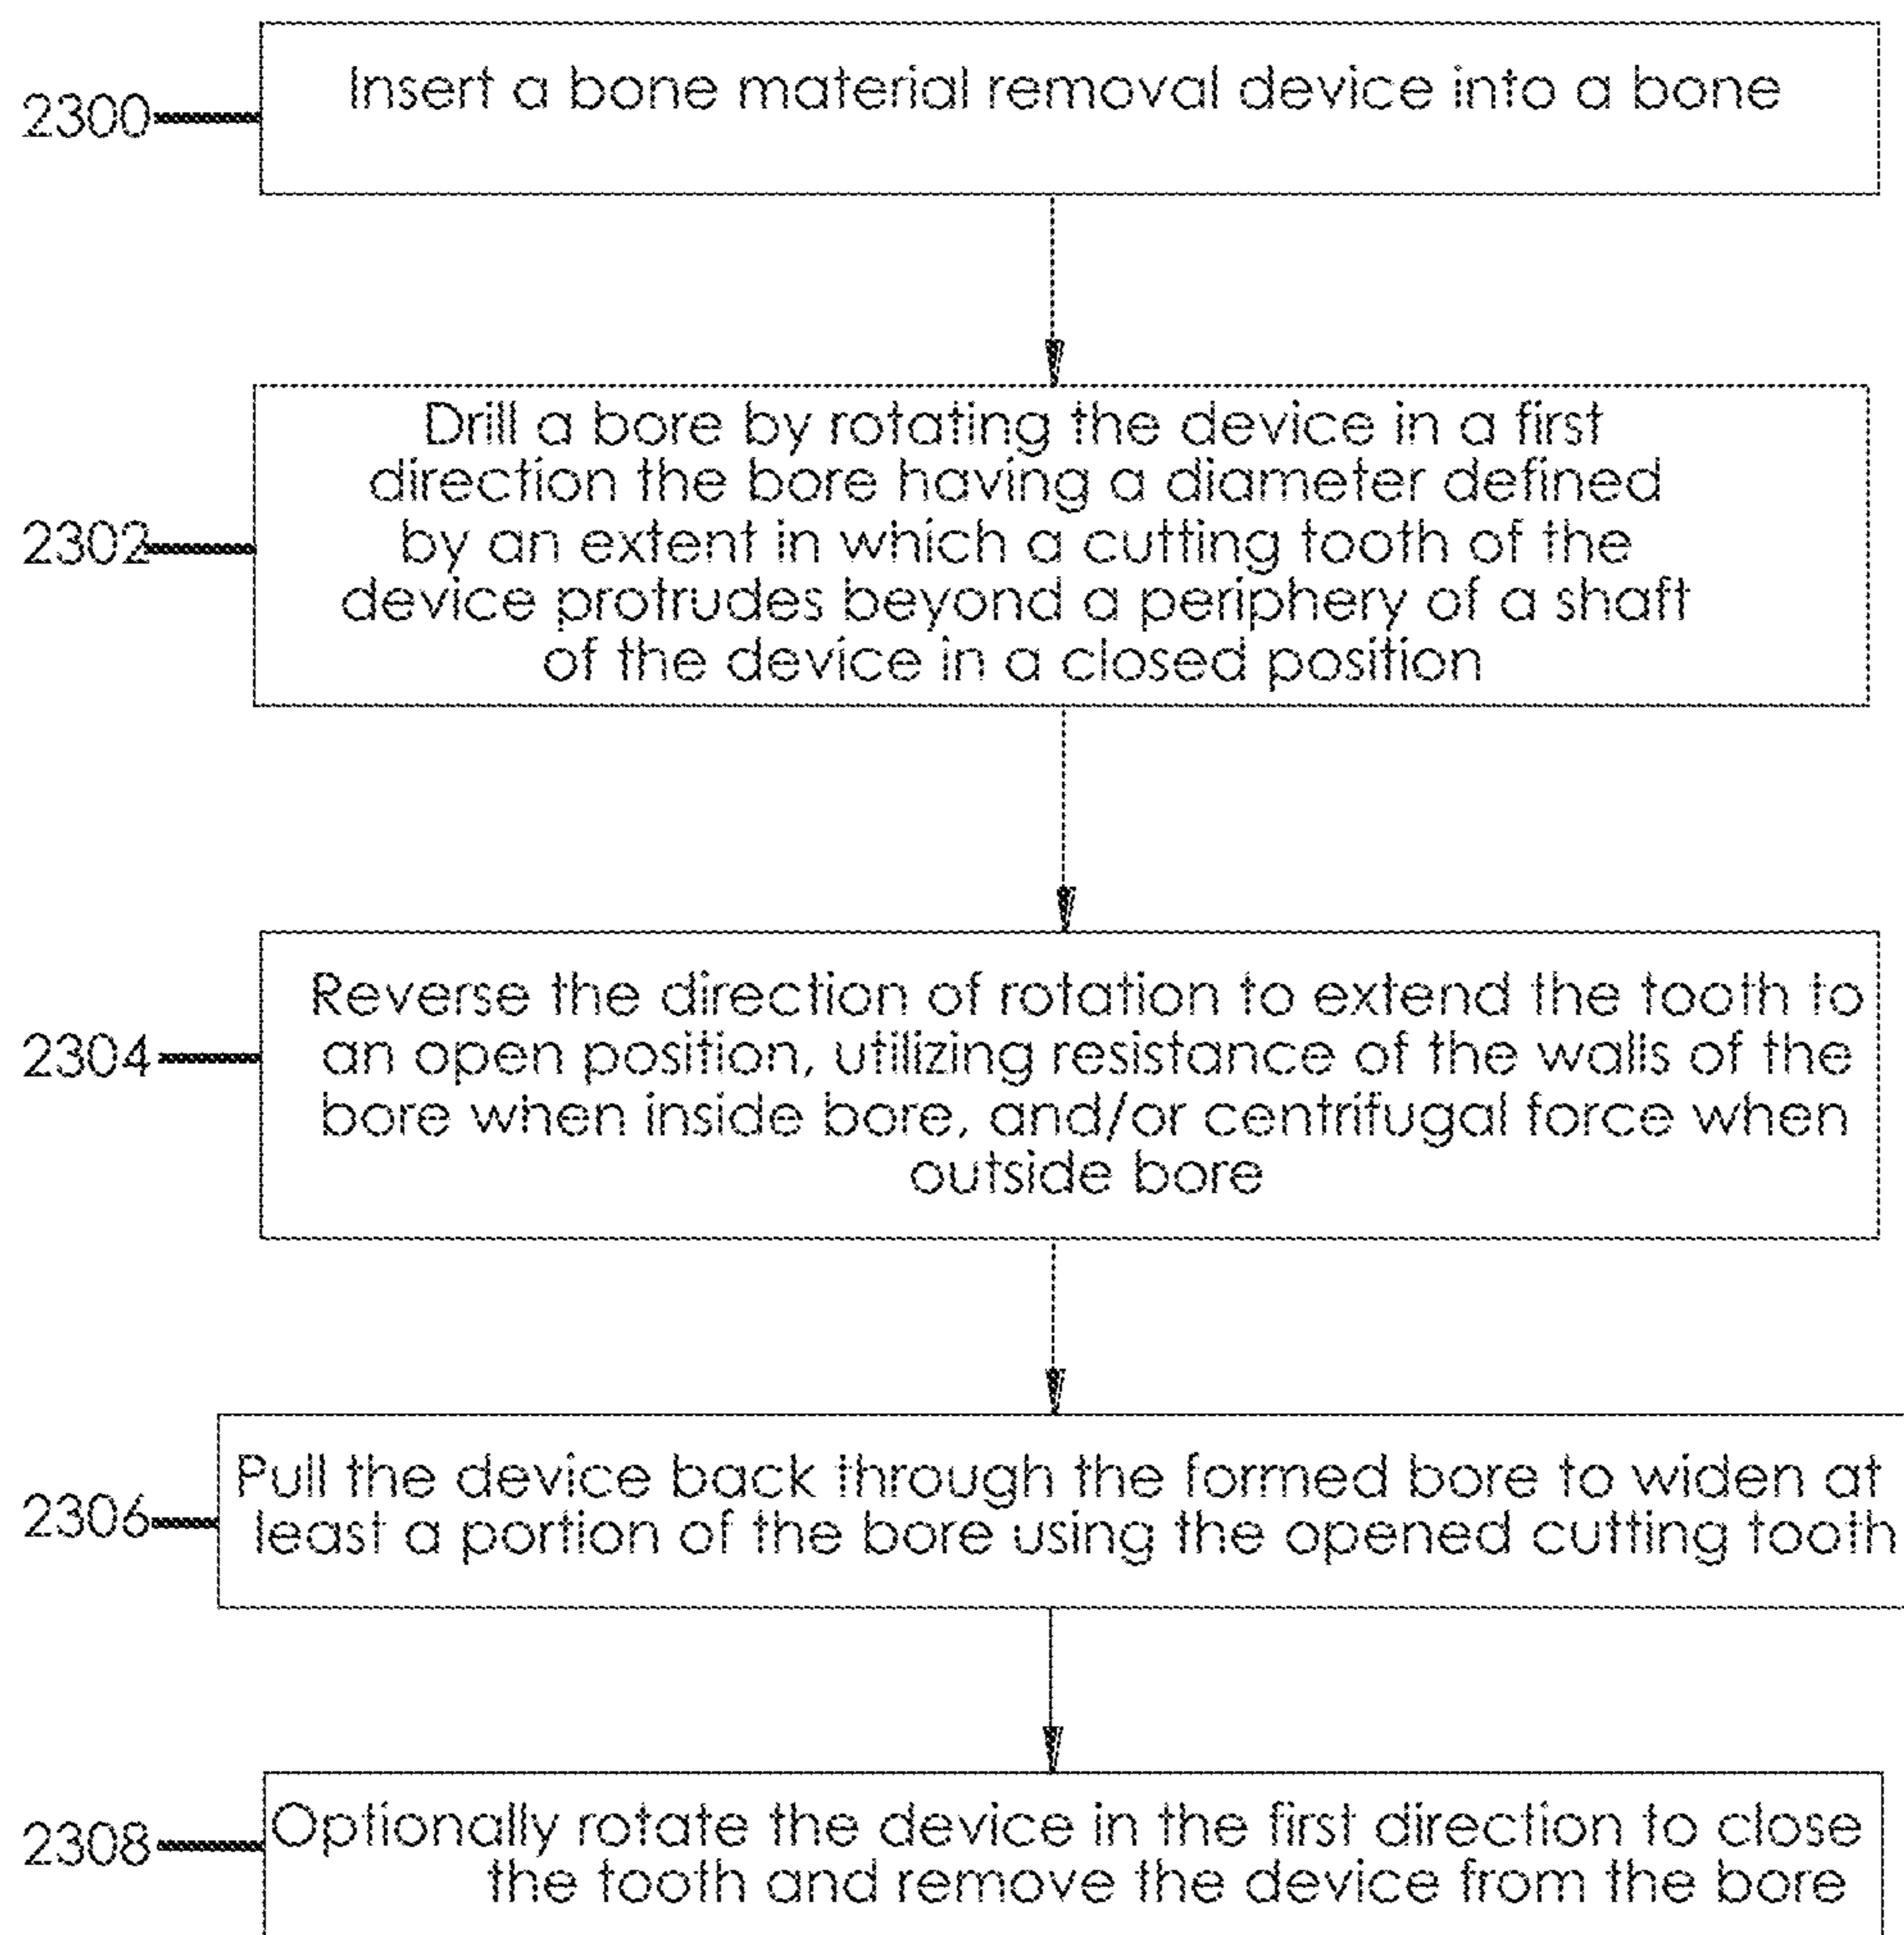 2300
Insert a bone material removal device into a bone
2302
Drill a bore by rotating the device in a first
direction the bore having a diameter defined
by an extent in which a cutting tooth of the
device protrudes beyond a periphery of a shaft
of the device in a closed position
2304
Reverse the direction of rotation to extend the tooth to
an open position, utilizing resistance of the walls of the
bore when inside bore, and/or centrifugal force when
outside bore
2306
Pull the device back through the formed bore to widen at
least a portion of the bore using the opened cutting tooth
2308
Optionally rotate the device in the first direction to close
the tooth and remove the device from the bore